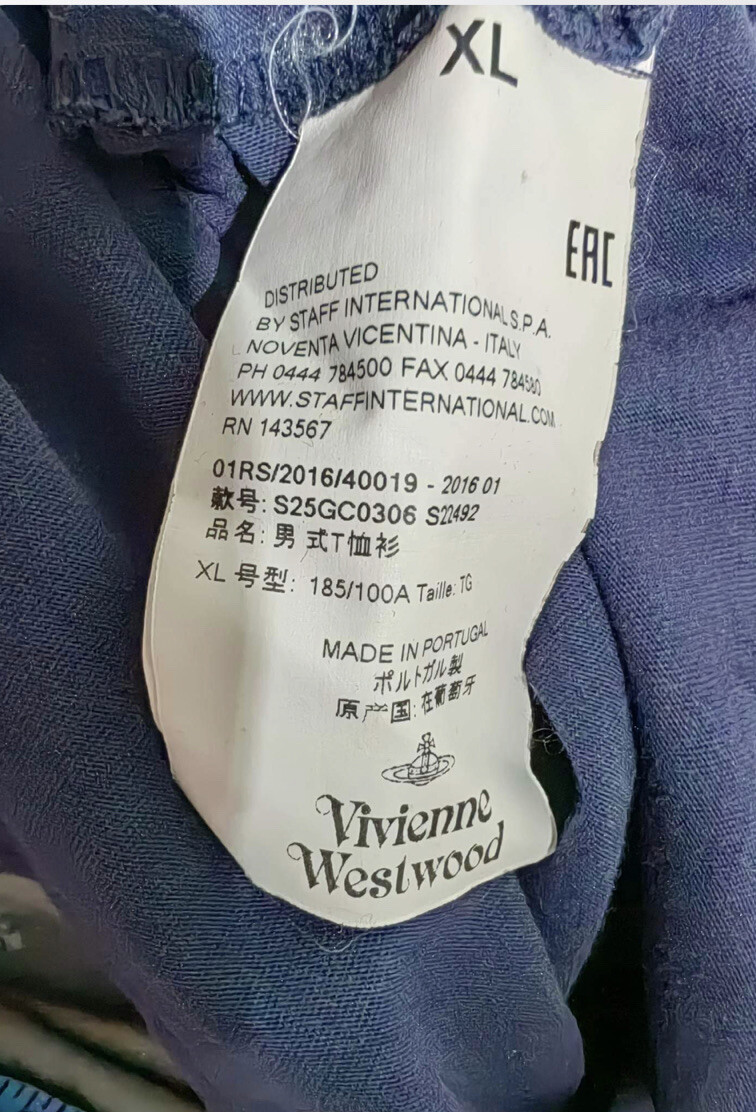 XL
EAC
DISTRIBUTED
BY STAFF INTERNATIONAL S.P.A.
NOVENTA VICENTINA - ITALY
PH 0444 784500 FAX 0444 784580
WWW.STAFFINTERNATIONAL.COM
RN 143567
01RS/2016/40019 - 2016 01
款号: S25GC0306 S22492
品名: 男式T恤衫
XL 号型: 185/100A Taille: TG
MADE IN PORTUGAL
ポルトガル製
原产国: 在葡萄牙
Vivienne
Westwood